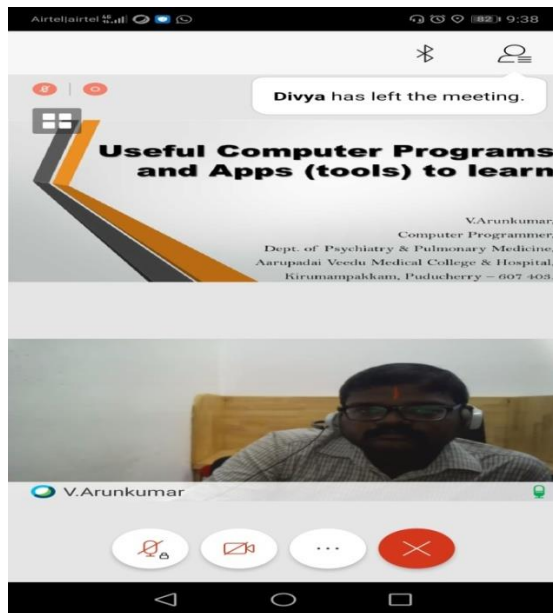 Airtel|airtel 82 9:38
Divya has left the meeting.
Useful Computer Programs
and Apps (tools) to learn
V.Arunkumar,
Computer Programmer,
Dept. of Psychiatry & Pulmonary Medicine,
Aarupadai Veedu Medical College & Hospital,
Kirumampakkam, Puducherry – 607 403.
V.Arunkumar